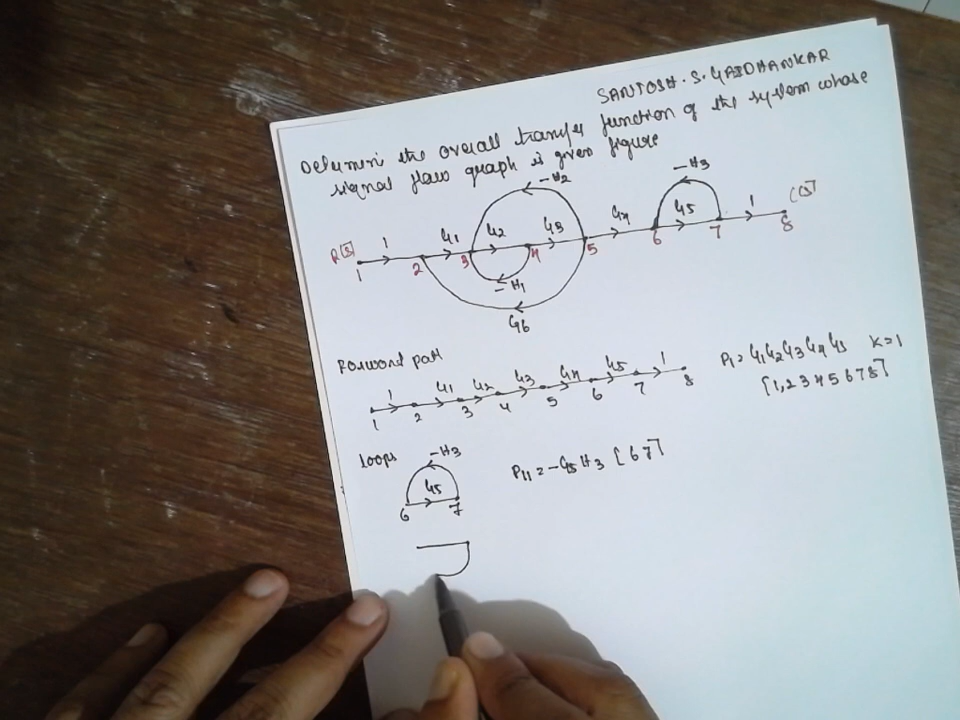 SANTOSH.S.GAIDHANKAR
Determine the overall transfer function of the system whose
signal flow graph is given figure
-H2
-H3
R(S) 1 G1 G2 G3 G4 G5 1 C(S)
1 2 3 4 5 6 7 8
-H1
G6
Forward path
1 G1 G2 G3 G4 G5 1
1 2 3 4 5 6 7 8
P1 = G1G2G3G4G5 K=1
[1,2 3 4 5 6 7 8]
loops
-H3
G5
6 7
P11 = -G5H3 [67]